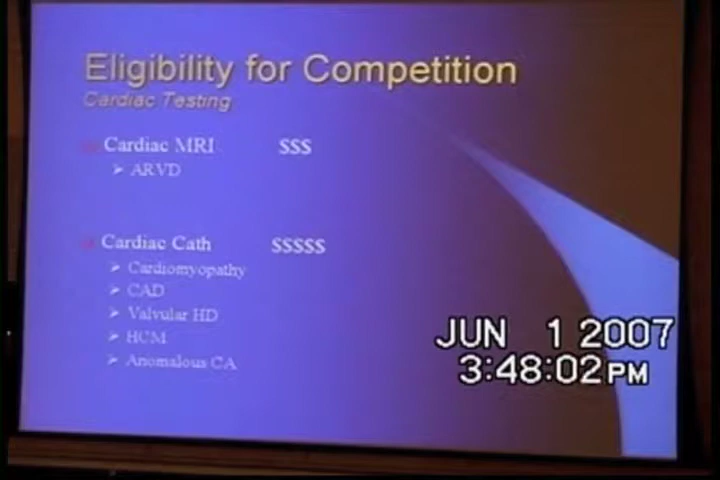 Eligibility for Competition
Cardiac Testing
Cardiac MRI $$$
ARVD
Cardiac Cath $$$$$
Cardiomyopathy
CAD
Valvular HD
HCM
Anomalous CA
JUN 1 2007
3:48:02PM